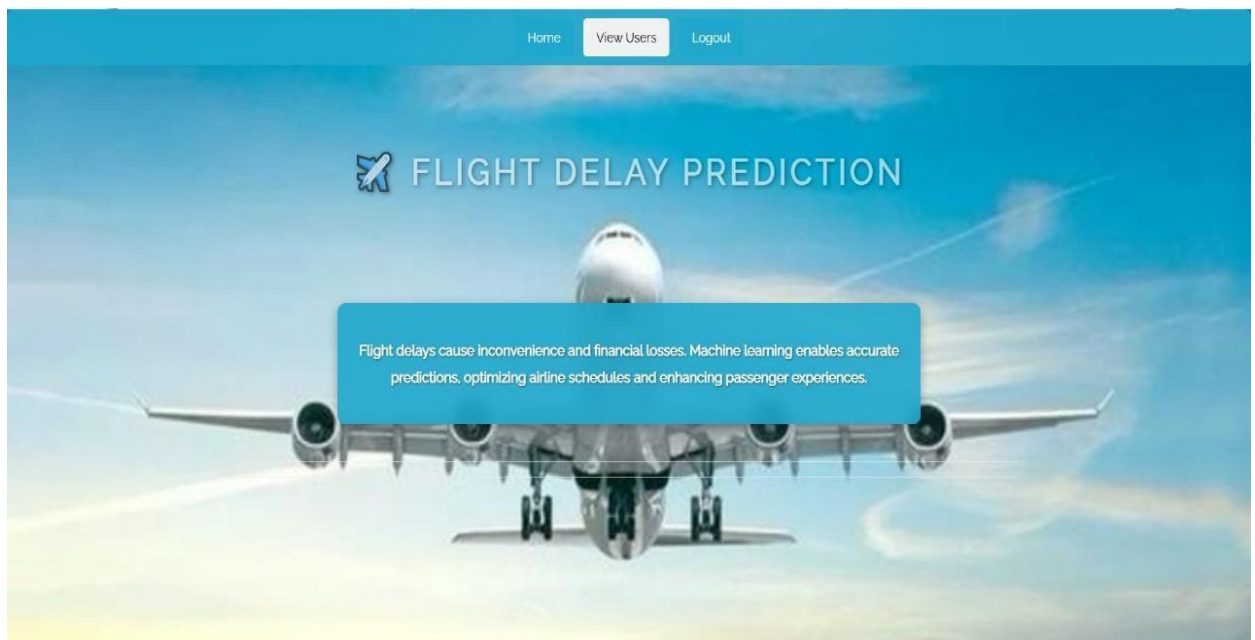 Home View Users Logout
FLIGHT DELAY PREDICTION
Flight delays cause inconvenience and financial losses. Machine learning enables accurate
predictions, optimizing airline schedules and enhancing passenger experiences.